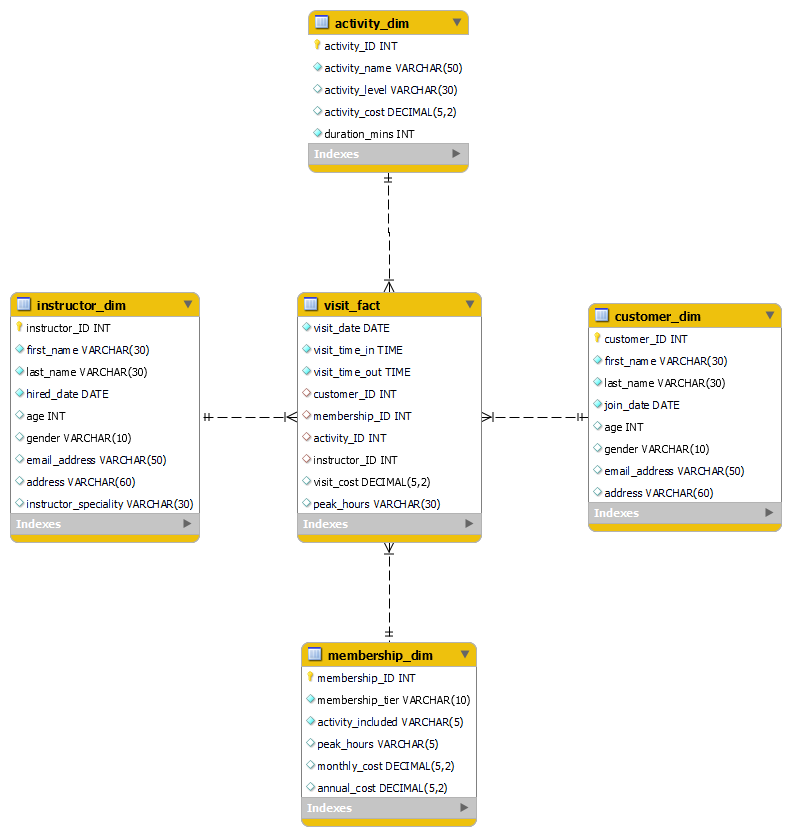 activity_dim
activity_ID INT
activity_name VARCHAR(50)
activity_level VARCHAR(30)
activity_cost DECIMAL(5,2)
duration_mins INT
Indexes
instructor_dim
instructor_ID INT
first_name VARCHAR(30)
last_name VARCHAR(30)
hired_date DATE
age INT
gender VARCHAR(10)
email_address VARCHAR(50)
address VARCHAR(60)
instructor_speciality VARCHAR(30)
Indexes
visit_fact
visit_date DATE
visit_time_in TIME
visit_time_out TIME
customer_ID INT
membership_ID INT
activity_ID INT
instructor_ID INT
visit_cost DECIMAL(5,2)
peak_hours VARCHAR(30)
Indexes
customer_dim
customer_ID INT
first_name VARCHAR(30)
last_name VARCHAR(30)
join_date DATE
age INT
gender VARCHAR(10)
email_address VARCHAR(50)
address VARCHAR(60)
Indexes
membership_dim
membership_ID INT
membership_tier VARCHAR(10)
activity_included VARCHAR(5)
peak_hours VARCHAR(5)
monthly_cost DECIMAL(5,2)
annual_cost DECIMAL(5,2)
Indexes